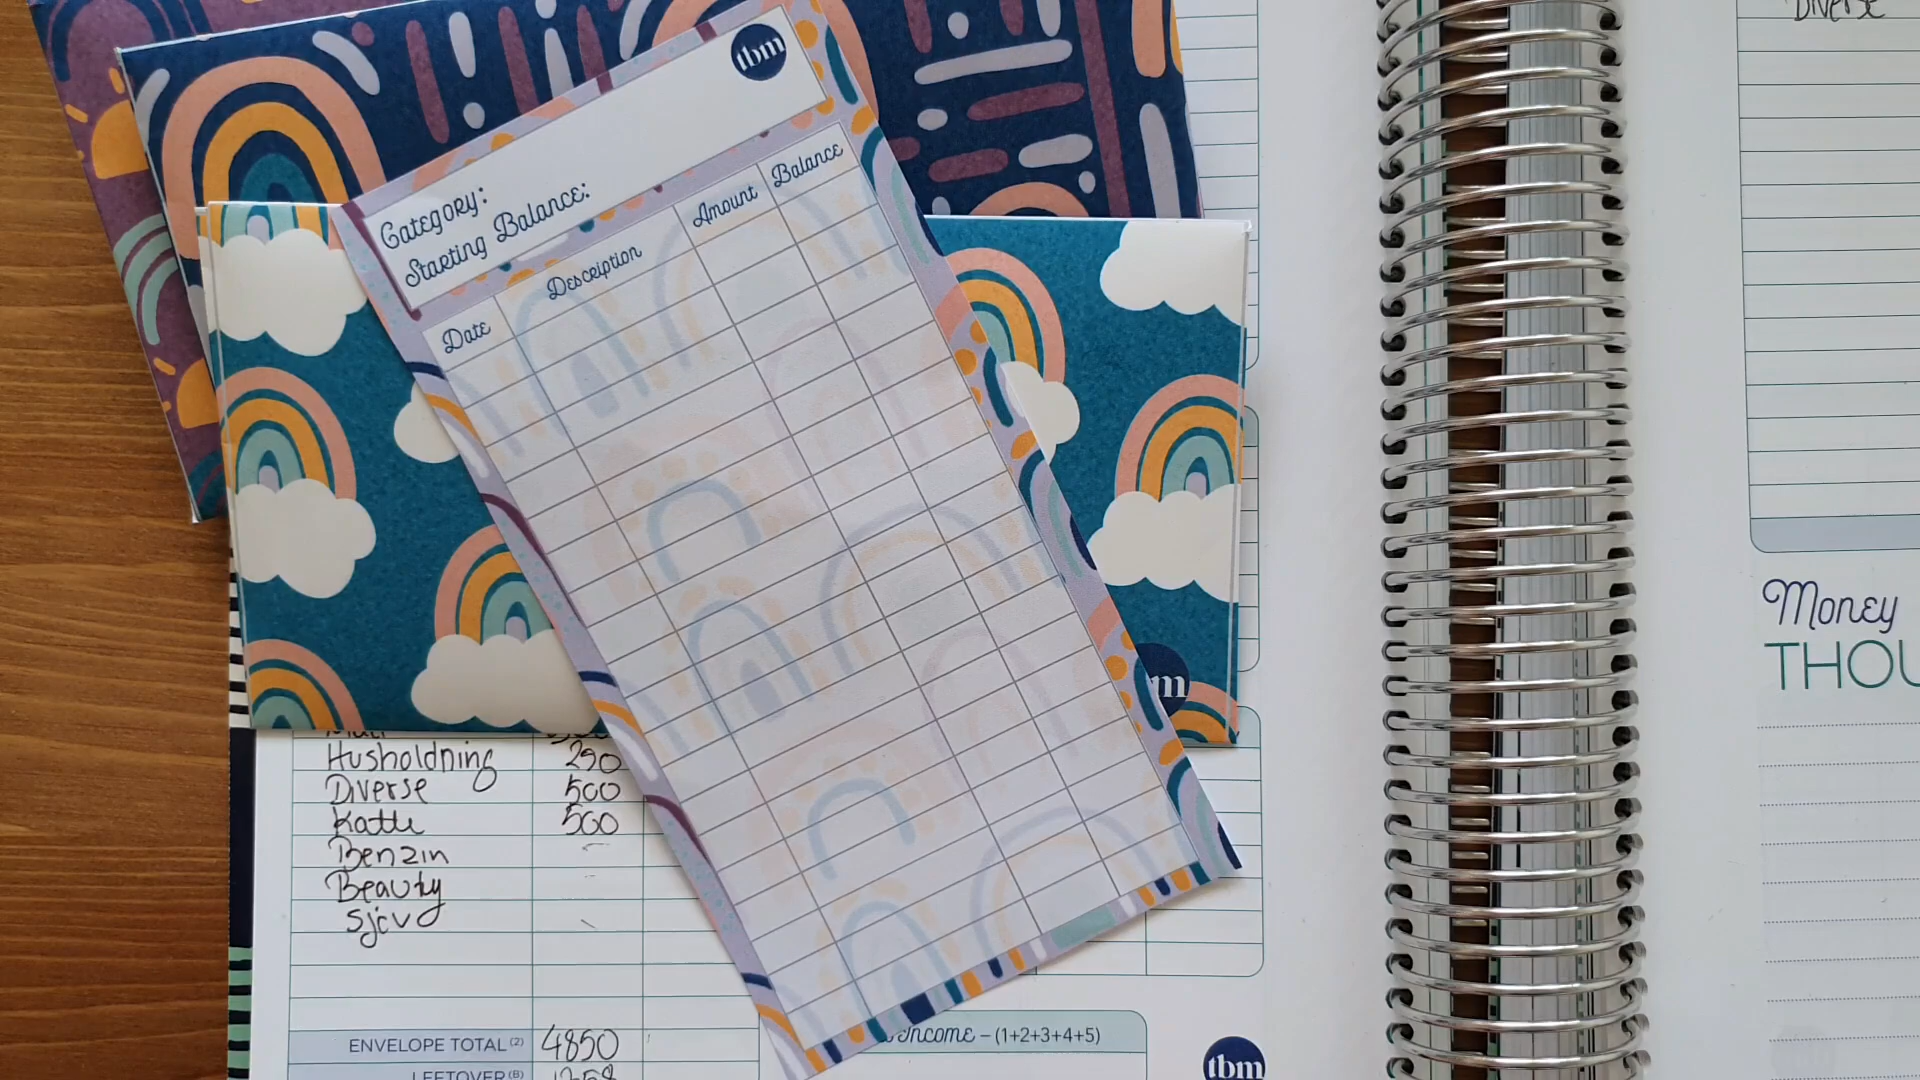 Diverse
tbm
Category:
Starting Balance:
Date Description Amount Balance
Money
m
Husholdning 290
Diverse 500
Katte 500
Benzin -
Beauty -
Sjov -
ENVELOPE TOTAL (2) 4850
Income – (1+2+3+4+5)
LEFTOVER (B)
tbm